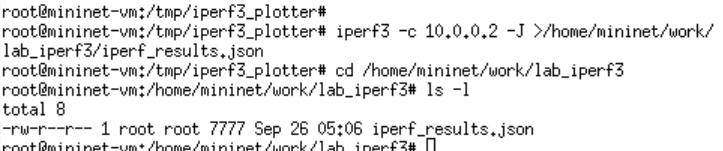 root@mininet-vm:/tmp/iperf3_plotter#
root@mininet-vm:/tmp/iperf3_plotter# iperf3 -c 10.0.0.2 -J >/home/mininet/work/
lab_iperf3/iperf_results.json
root@mininet-vm:/tmp/iperf3_plotter# cd /home/mininet/work/lab_iperf3
root@mininet-vm:/home/mininet/work/lab_iperf3# ls -l
total 8
-rw-r--r-- 1 root root 7777 Sep 26 05:06 iperf_results.json
root@mininet-vm:/home/mininet/work/lab_iperf3#